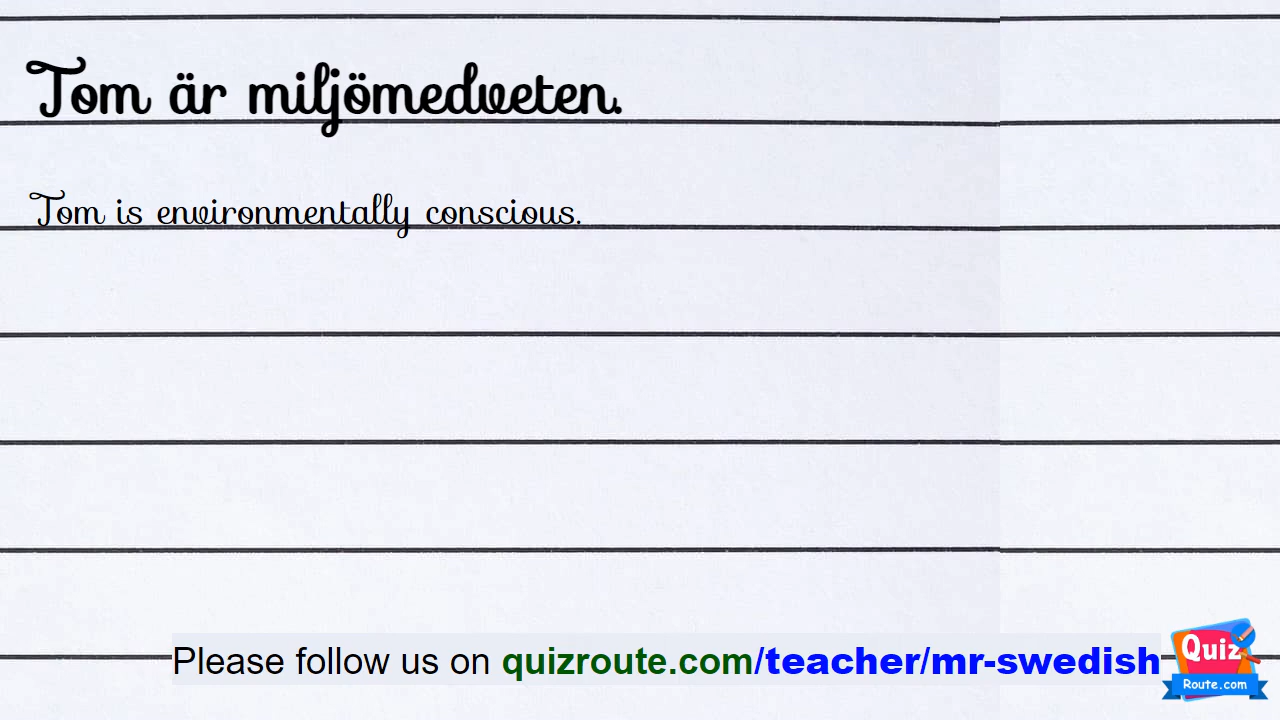 Tom är miljömedveten.
Tom is environmentally conscious.
Please follow us on quizroute.com/teacher/mr-swedish
Quiz
Route.com